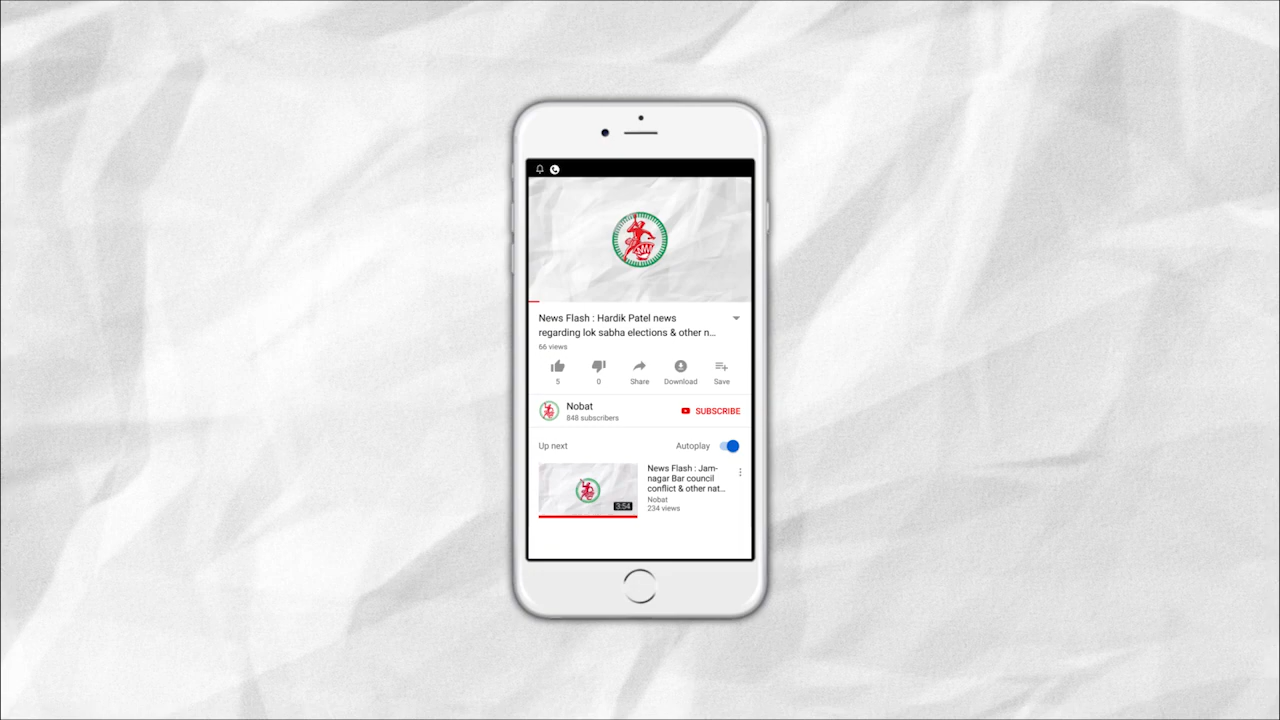 News Flash : Hardik Patel news
regarding lok sabha elections & other n...
66 views
5
0
Share
Download
Save
Nobat
848 subscribers
SUBSCRIBE
Up next
Autoplay
3:54
News Flash : Jam-
nagar Bar council
conflict & other nat...
Nobat
234 views